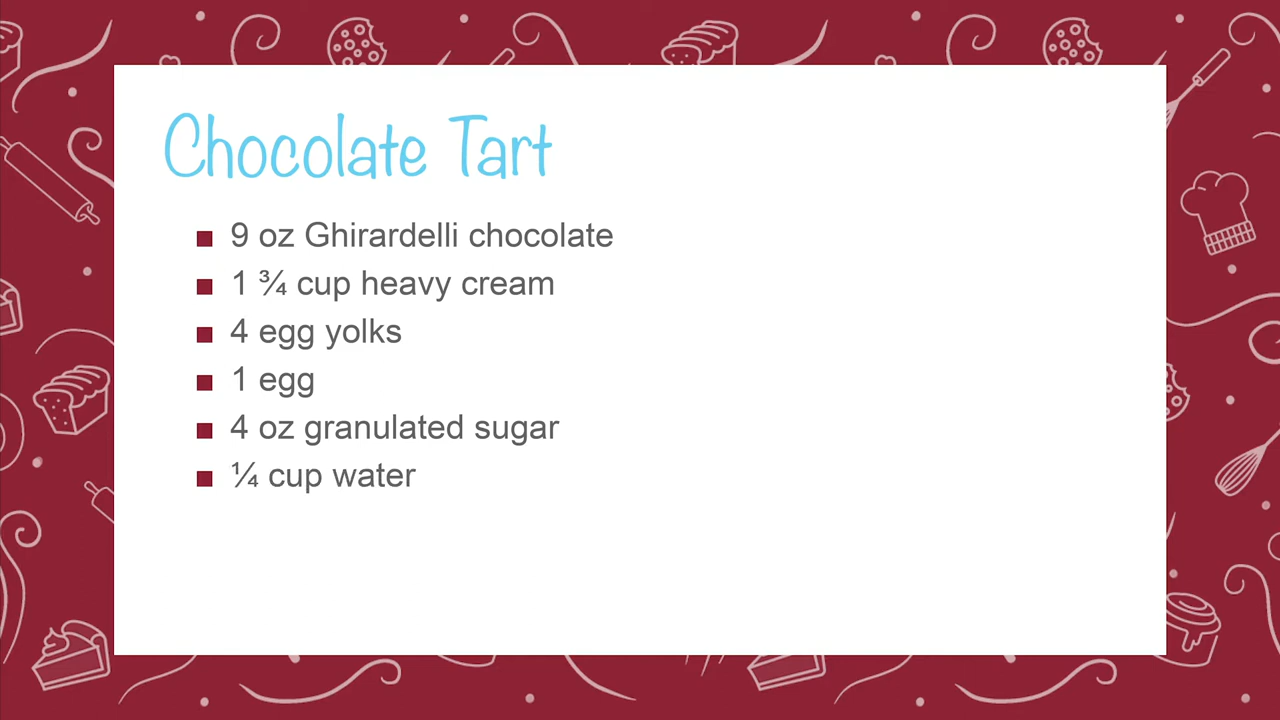 Chocolate Tart
9 oz Ghirardelli chocolate
1 ¾ cup heavy cream
4 egg yolks
1 egg
4 oz granulated sugar
¼ cup water